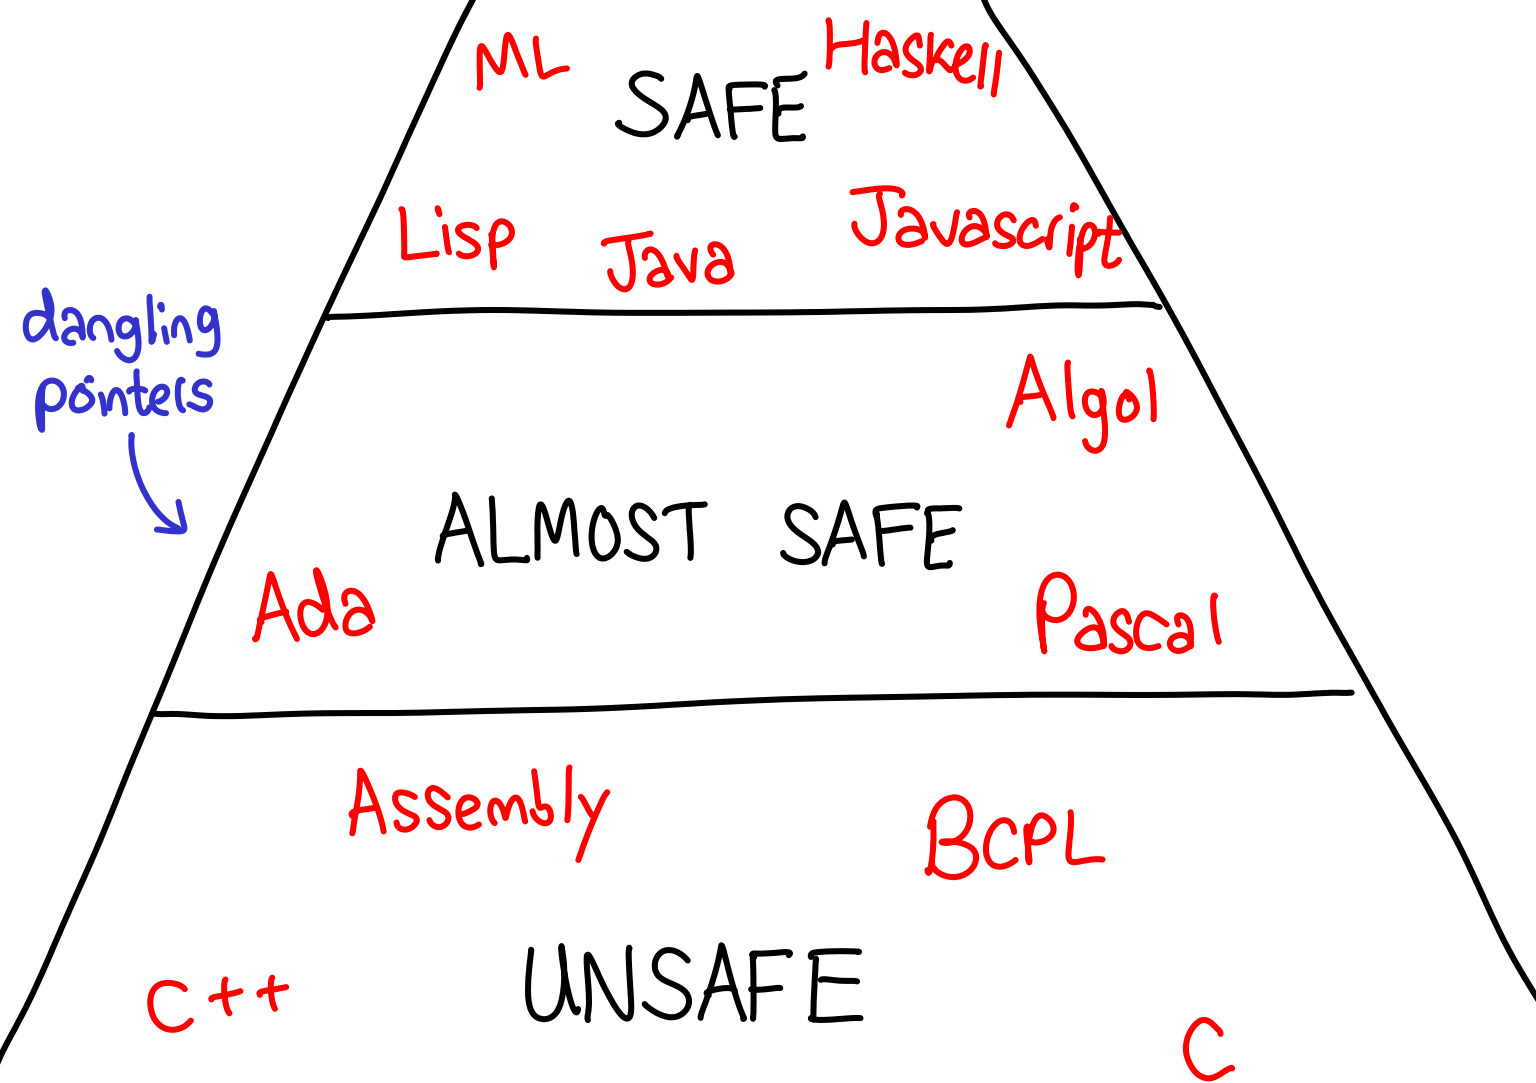 ML
Haskell
SAFE
Lisp
Java
Javascript
dangling
pointers
Algol
ALMOST SAFE
Ada
Pascal
Assembly
BCPL
UNSAFE
C++
C